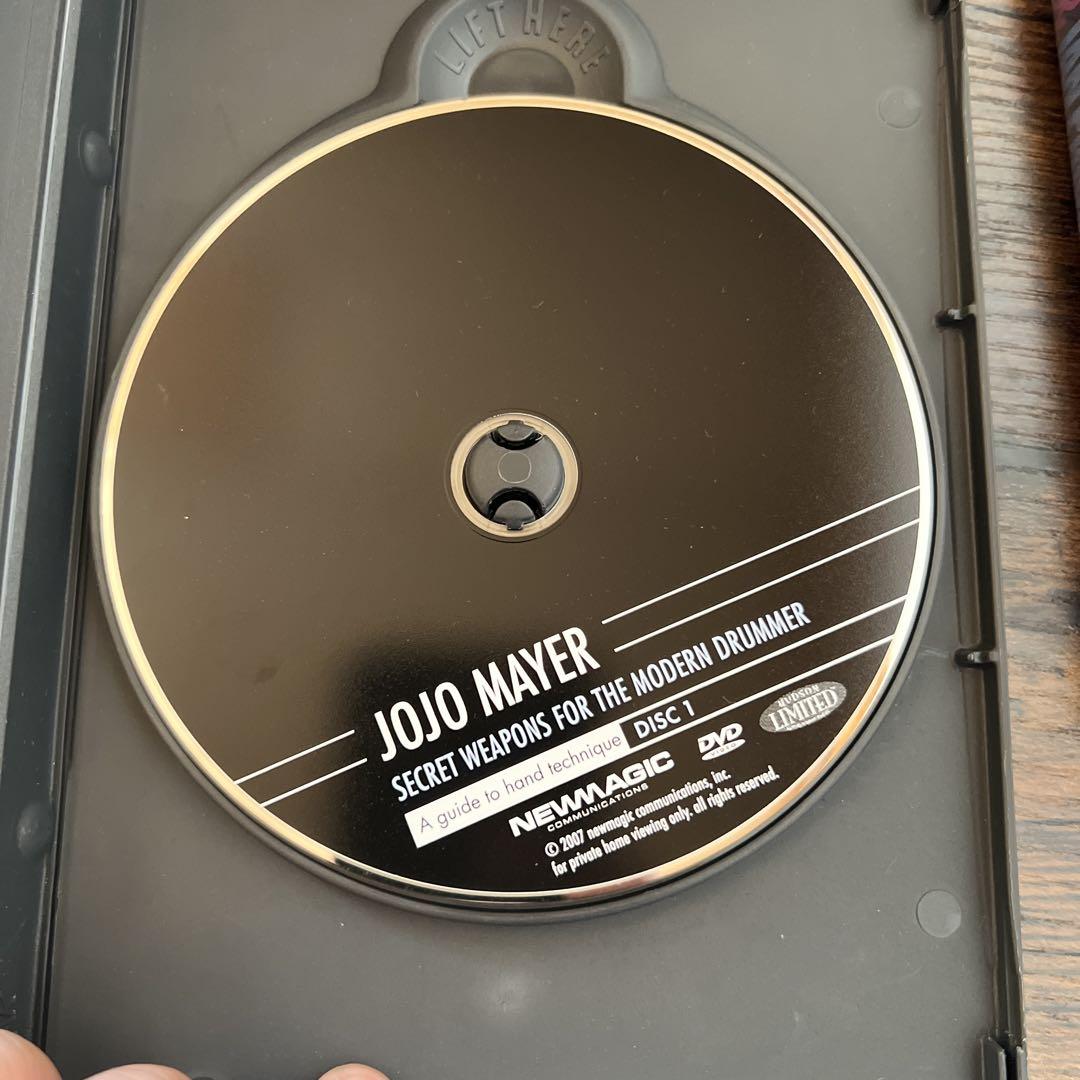 LIFT HERE
JOJO MAYER
SECRET WEAPONS FOR THE MODERN DRUMMER
A guide to hand technique DISC 1
NEWMAGIC
COMMUNICATIONS
DVD
VIDEO
HUDSON
LIMITED
© 2007 newmagic communications, inc.
for private home viewing only. all rights reserved.